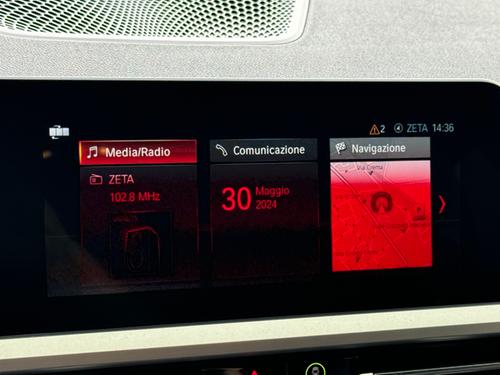 2 ZETA 14:36
Media/Radio
ZETA
102.8 MHz
Comunicazione
30 Maggio
2024
Navigazione
Via Crema